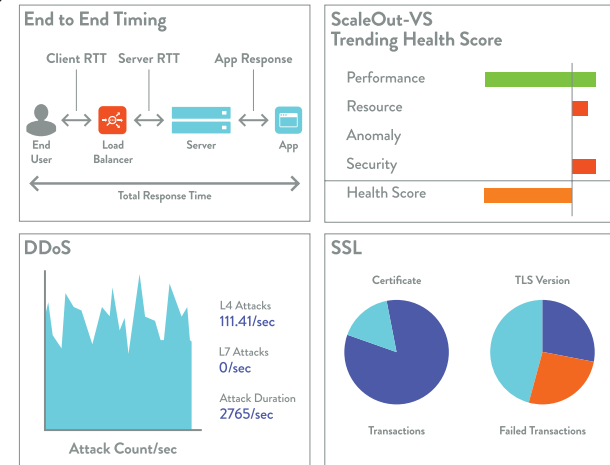 End to End Timing
Client RTT Server RTT App Response
End User
Load Balancer
Server
App
Total Response Time
ScaleOut-VS
Trending Health Score
Performance
Resource
Anomaly
Security
Health Score
DDoS
L4 Attacks
111.41/sec
L7 Attacks
0/sec
Attack Duration
2765/sec
Attack Count/sec
SSL
Certificate
TLS Version
Transactions
Failed Transactions